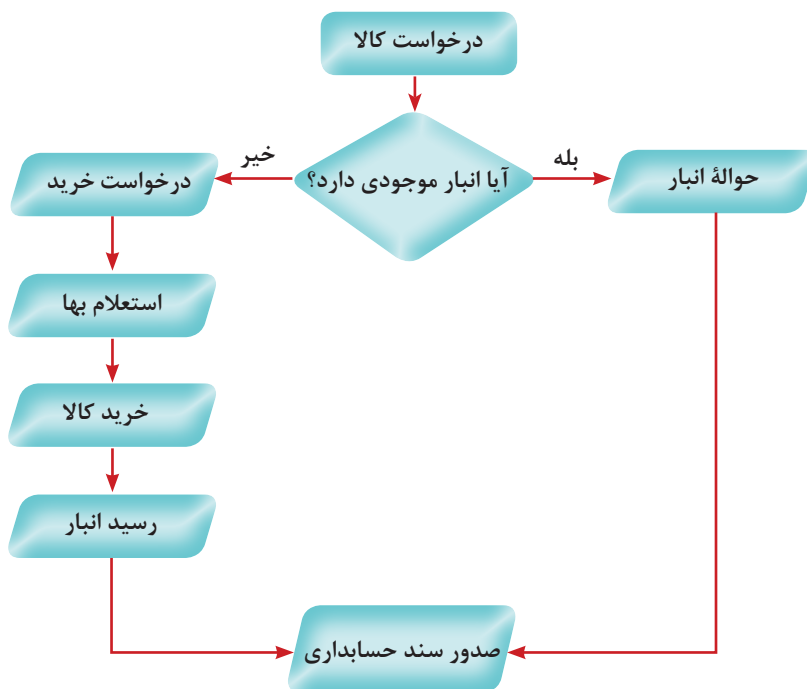 درخواست کالا
آیا انبار موجودی دارد؟
بله
حوالهٔ انبار
خیر
درخواست خرید
استعلام بها
خرید کالا
رسید انبار
صدور سند حسابداری